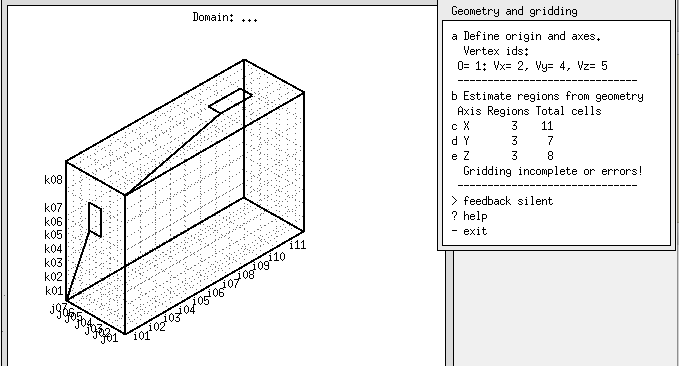 Domain: ...
k08
k07
k06
k05
k04
k03
k02
k01
j07
j06
j05
j04
j03
j02
j01
i01
i02
i03
i04
i05
i06
i07
i08
i09
i10
i11
Geometry and gridding
a Define origin and axes.
Vertex ids:
O= 1: Vx= 2, Vy= 4, Vz= 5
b Estimate regions from geometry
Axis Regions Total cells
c X 3 11
d Y 3 7
e Z 3 8
Gridding incomplete or errors!
> feedback silent
? help
- exit